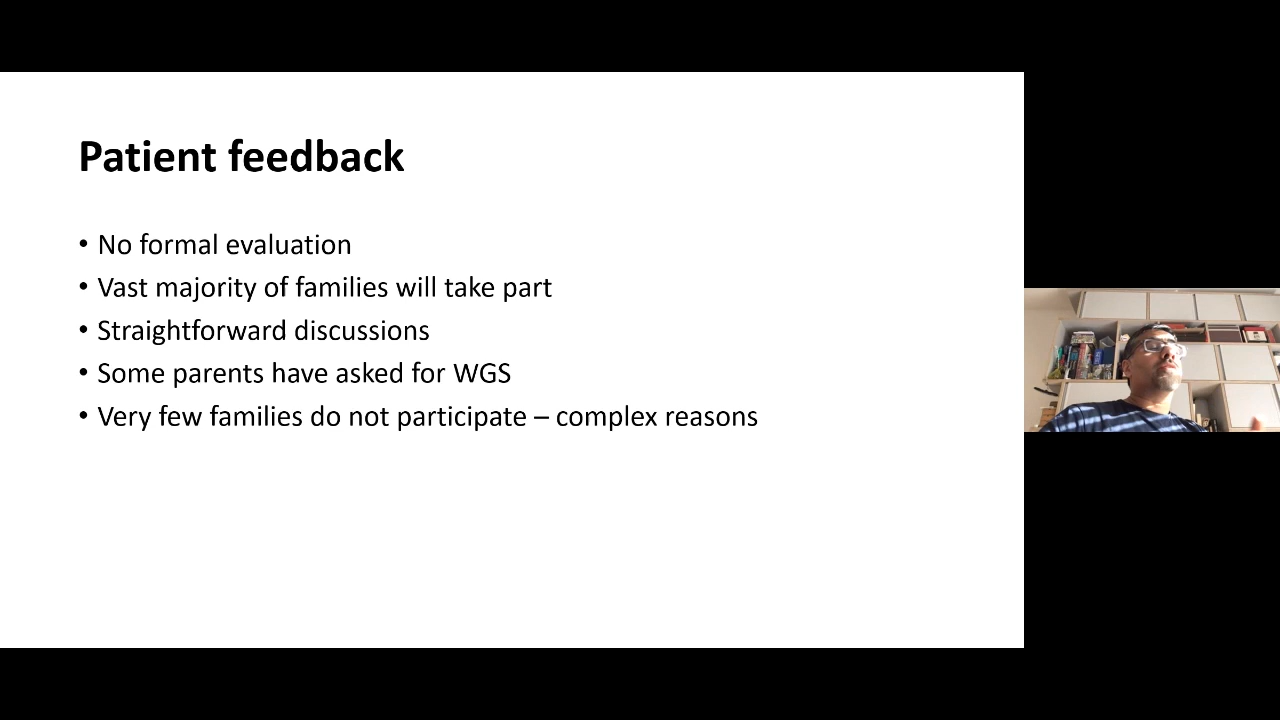 Patient feedback
• No formal evaluation
• Vast majority of families will take part
• Straightforward discussions
• Some parents have asked for WGS
• Very few families do not participate – complex reasons